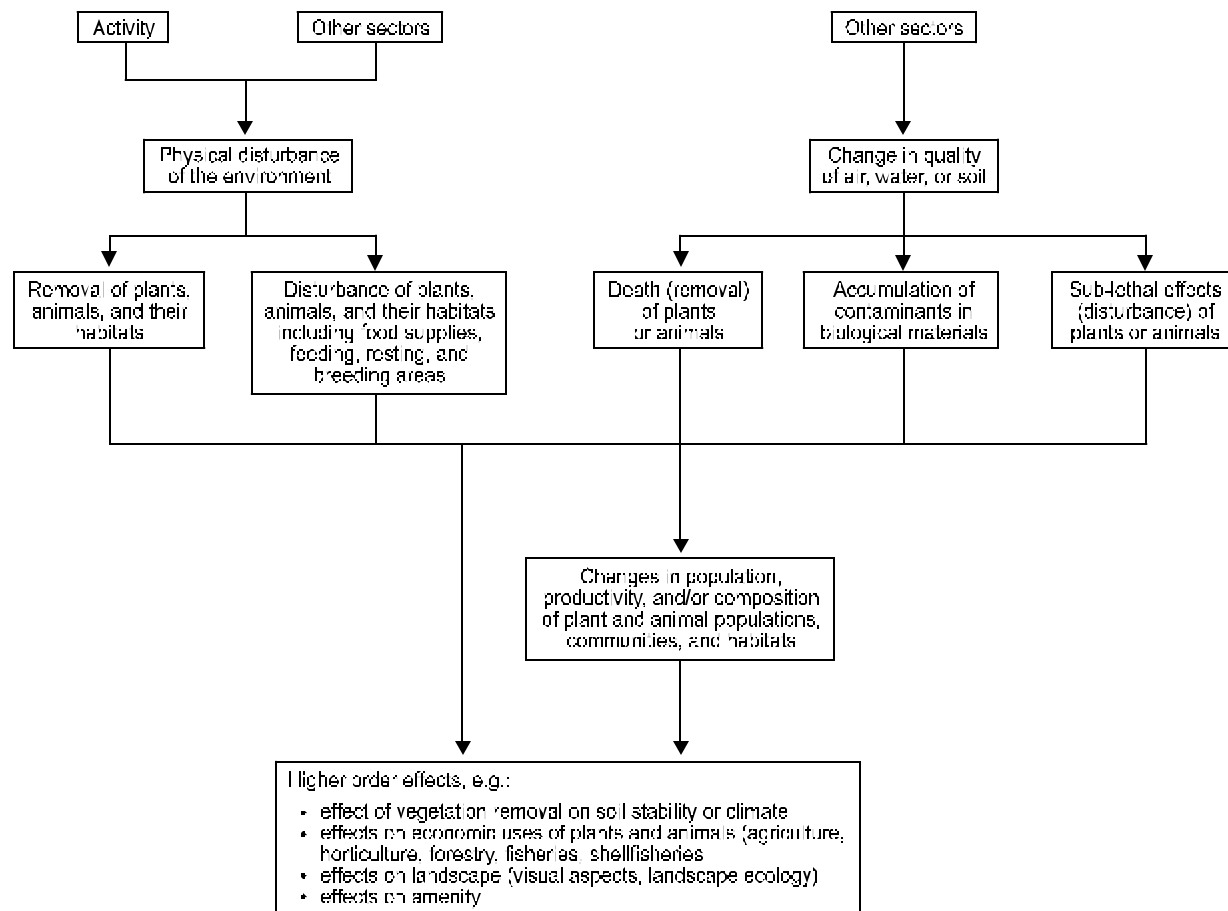 Activity
Other sectors
Other sectors
Physical disturbance
of the environment
Change in quality
of air, water, or soil
Removal of plants,
animals, and their
habitats
Disturbance of plants,
animals, and their habitats
including food supplies,
feeding, resting, and
breeding areas
Death (removal)
of plants
or animals
Accumulation of
contaminants in
biological materials
Sub-lethal effects
(disturbance) of
plants or animals
Changes in population,
productivity, and/or composition
of plant and animal populations,
communities, and habitats
Higher order effects, e.g.:
• effect of vegetation removal on soil stability or climate
• effects on economic uses of plants and animals (agriculture,
horticulture, forestry, fisheries, shellfisheries
• effects on landscape (visual aspects, landscape ecology)
• effects on amenity